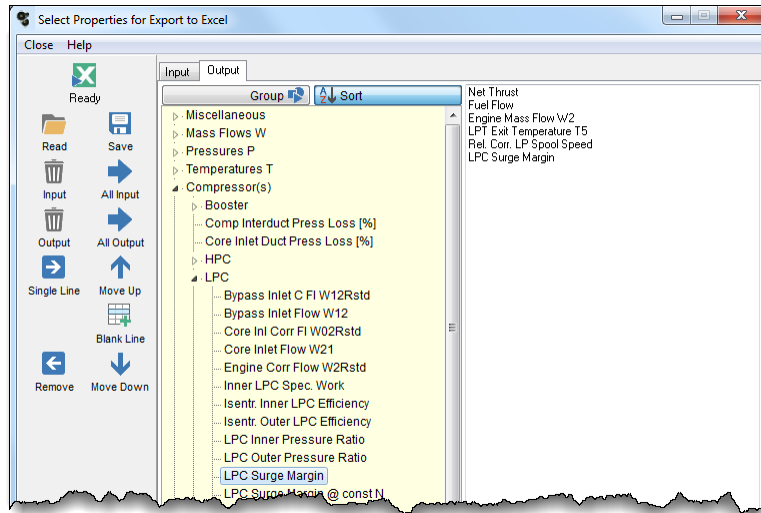 Select Properties for Export to Excel
Close Help
Ready
Read Save
Input All Input
Output All Output
Single Line Move Up
Blank Line
Remove Move Down
Input Output
Group A Z Sort
Miscellaneous
Mass Flows W
Pressures P
Temperatures T
Compressor(s)
Booster
Comp Interduct Press Loss [%]
Core Inlet Duct Press Loss [%]
HPC
LPC
Bypass Inlet C Fl W12Rstd
Bypass Inlet Flow W12
Core Inl Corr Fl W02Rstd
Core Inlet Flow W21
Engine Corr Flow W2Rstd
Inner LPC Spec. Work
Isentr. Inner LPC Efficiency
Isentr. Outer LPC Efficiency
LPC Inner Pressure Ratio
LPC Outer Pressure Ratio
LPC Surge Margin
LPC Surge Margin @ const N
Net Thrust
Fuel Flow
Engine Mass Flow W2
LPT Exit Temperature T5
Rel. Corr. LP Spool Speed
LPC Surge Margin